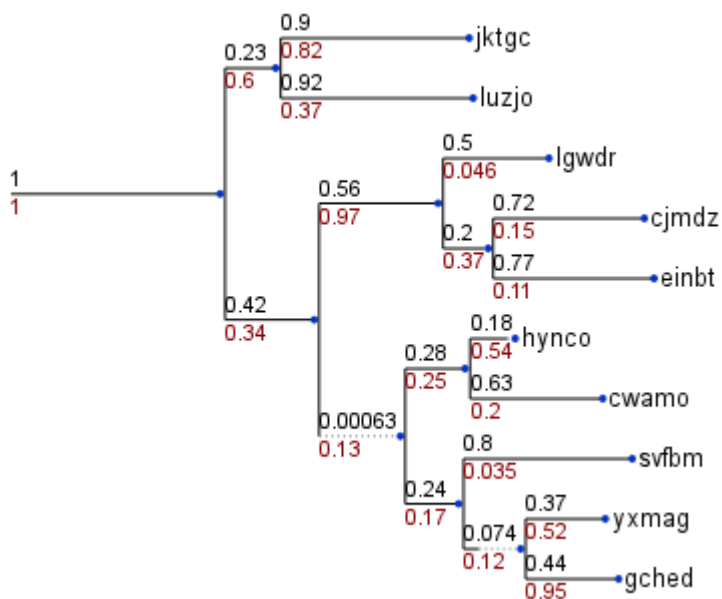 0.9
0.23 0.82 jktgc
0.6 0.92
0.37 luzjo
0.5
0.046 lgwdr
1 0.56 0.72
1 0.97 0.2 0.15 cjmdz
0.37 0.77
0.11 einbt
0.42 0.18
0.34 0.28 0.54 hynco
0.25 0.63
0.00063 0.2 cwamo
0.13 0.8
0.24 0.035 svfbm
0.17 0.074 0.37
0.12 0.52 yxmag
0.44
0.95 gched